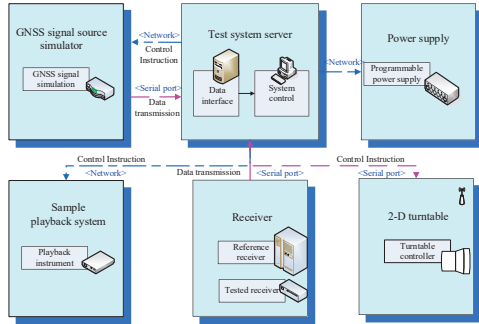 GNSS signal source
simulator
GNSS signal
simulation
<Network>
Control
Instruction
<Serial port>
Data
transmission
Test system server
Data
interface
System
control
<Network>
Power supply
Programmable
power supply
Control Instruction
<Network>
Data transmission
<Serial port>
Control Instruction
<Serial port>
Sample
playback system
Playback
instrument
Receiver
Reference
receiver
Tested receiver
2-D turntable
Turntable
controller